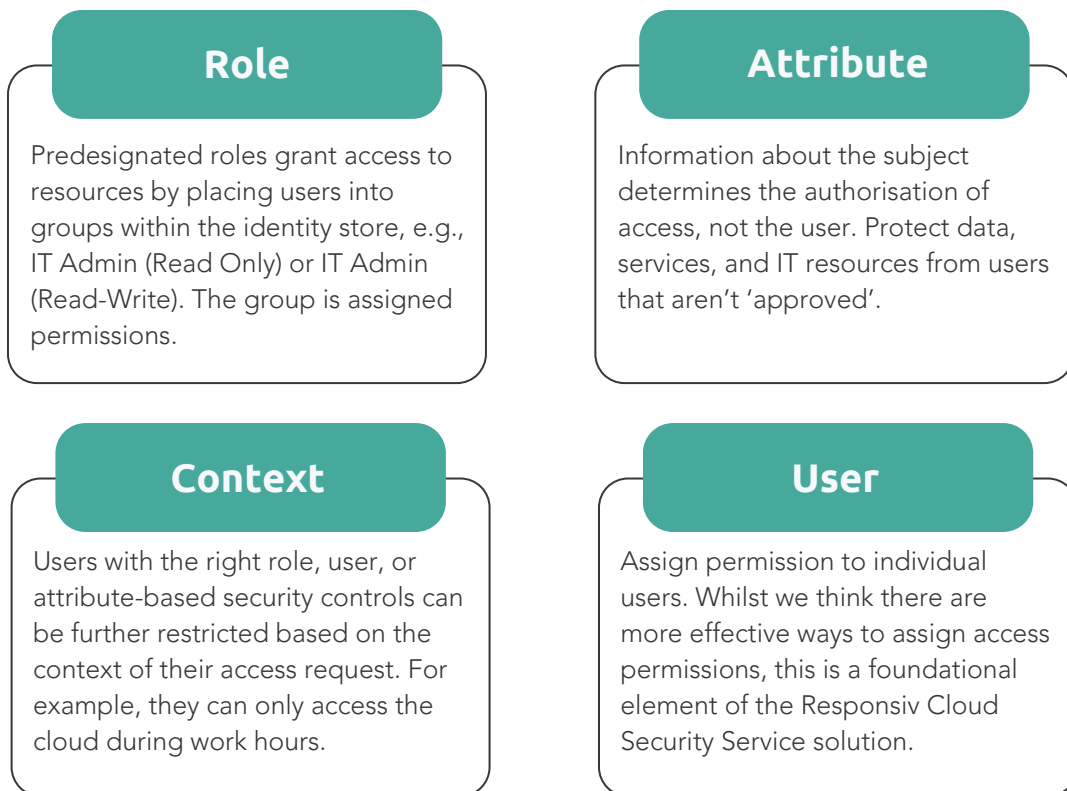 Role
Predesignated roles grant access to
resources by placing users into
groups within the identity store, e.g.,
IT Admin (Read Only) or IT Admin
(Read-Write). The group is assigned
permissions.
Attribute
Information about the subject
determines the authorisation of
access, not the user. Protect data,
services, and IT resources from users
that aren’t ‘approved’.
Context
Users with the right role, user, or
attribute-based security controls can
be further restricted based on the
context of their access request. For
example, they can only access the
cloud during work hours.
User
Assign permission to individual
users. Whilst we think there are
more effective ways to assign access
permissions, this is a foundational
element of the Responsiv Cloud
Security Service solution.